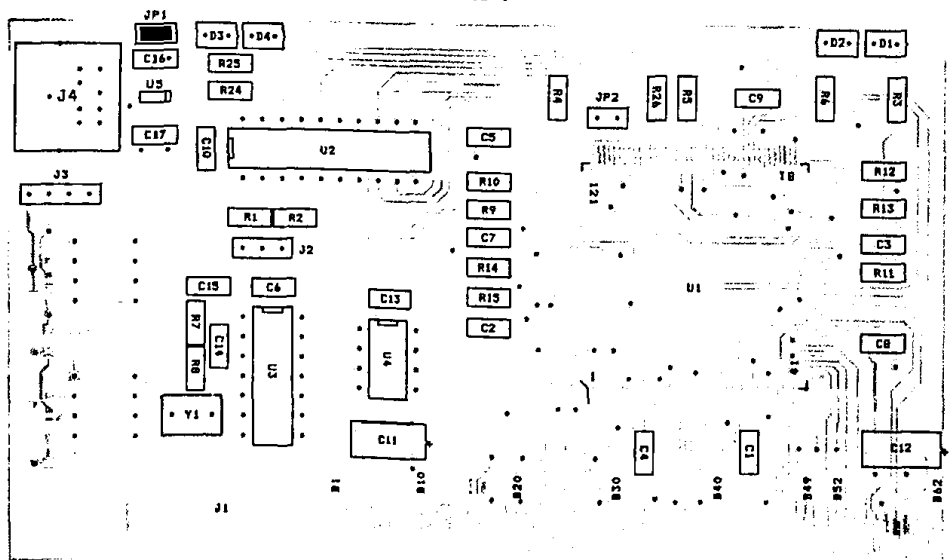 JP1
D3 D4
D2 D1
C16
R25
J4
U5
R24
R4
JP2
R26
R5
C9
R6
R3
C17
C10
U2
C5
121
81
R12
J3
R10
R1 R2
R9
R13
J2
C7
C3
R14
R11
C15
C6
C13
R15
U1
R7
C14
U3
U4
C2
C8
R8
Y1
C11
C4
C1
C12
B1
B10
B20
B30
B40
B49
B52
B62
J1